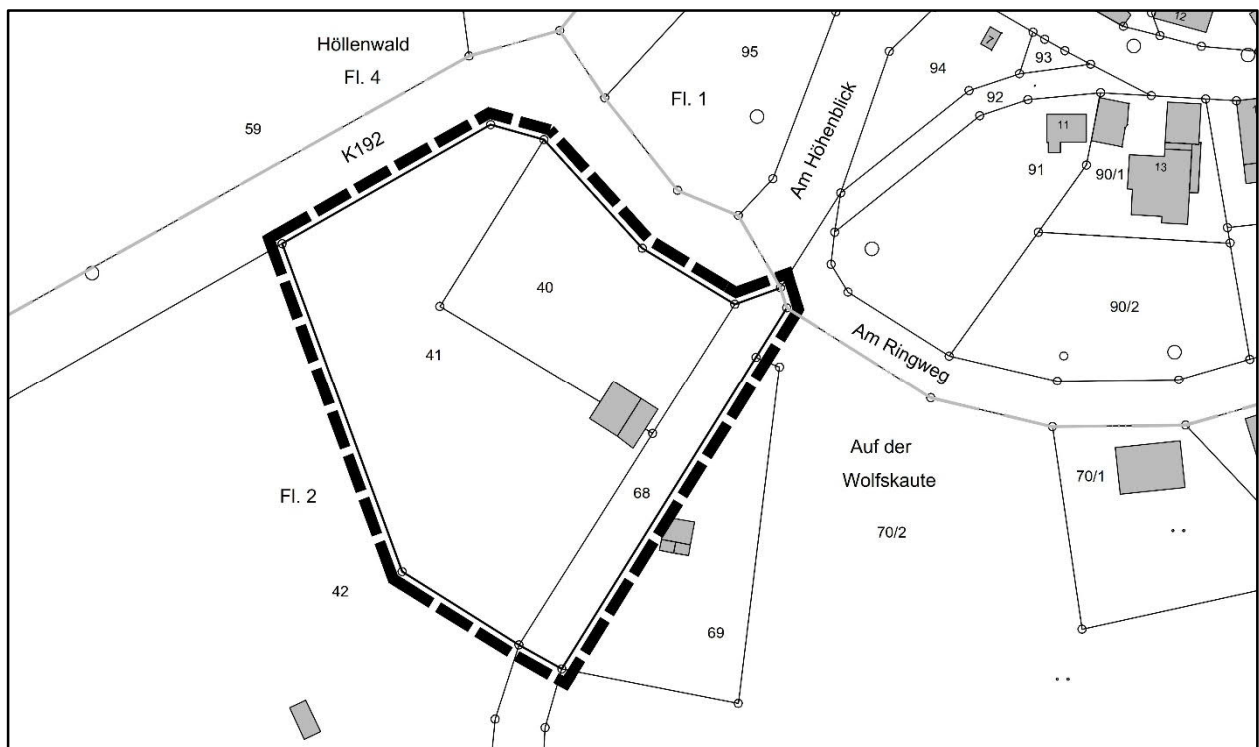 12
Höllenwald
Fl. 4
7
95
94
93
Fl. 1
92
59
11
K192
Am Höhenblick
91
90/1
13
40
90/2
41
Am Ringweg
Auf der
Wolfskaute
70/1
Fl. 2
68
70/2
42
69